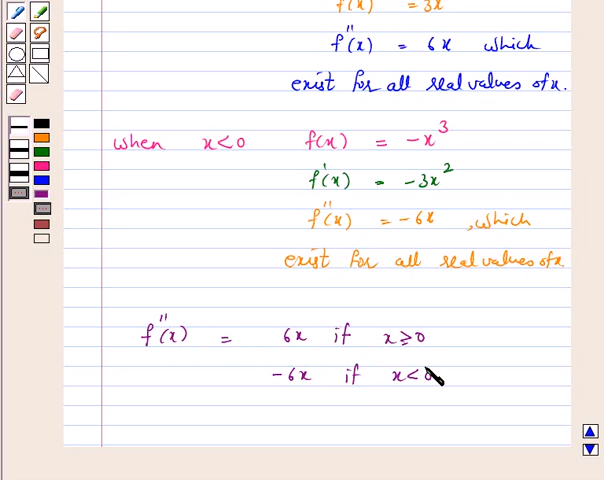 f'(x) = 3x²
f''(x) = 6x which
exist for all real values of x.
when x<0 f(x) = -x³
f'(x) = -3x²
f''(x) = -6x ,which
exist for all real values of x
f''(x) = 6x if x≥0
-6x if x<0